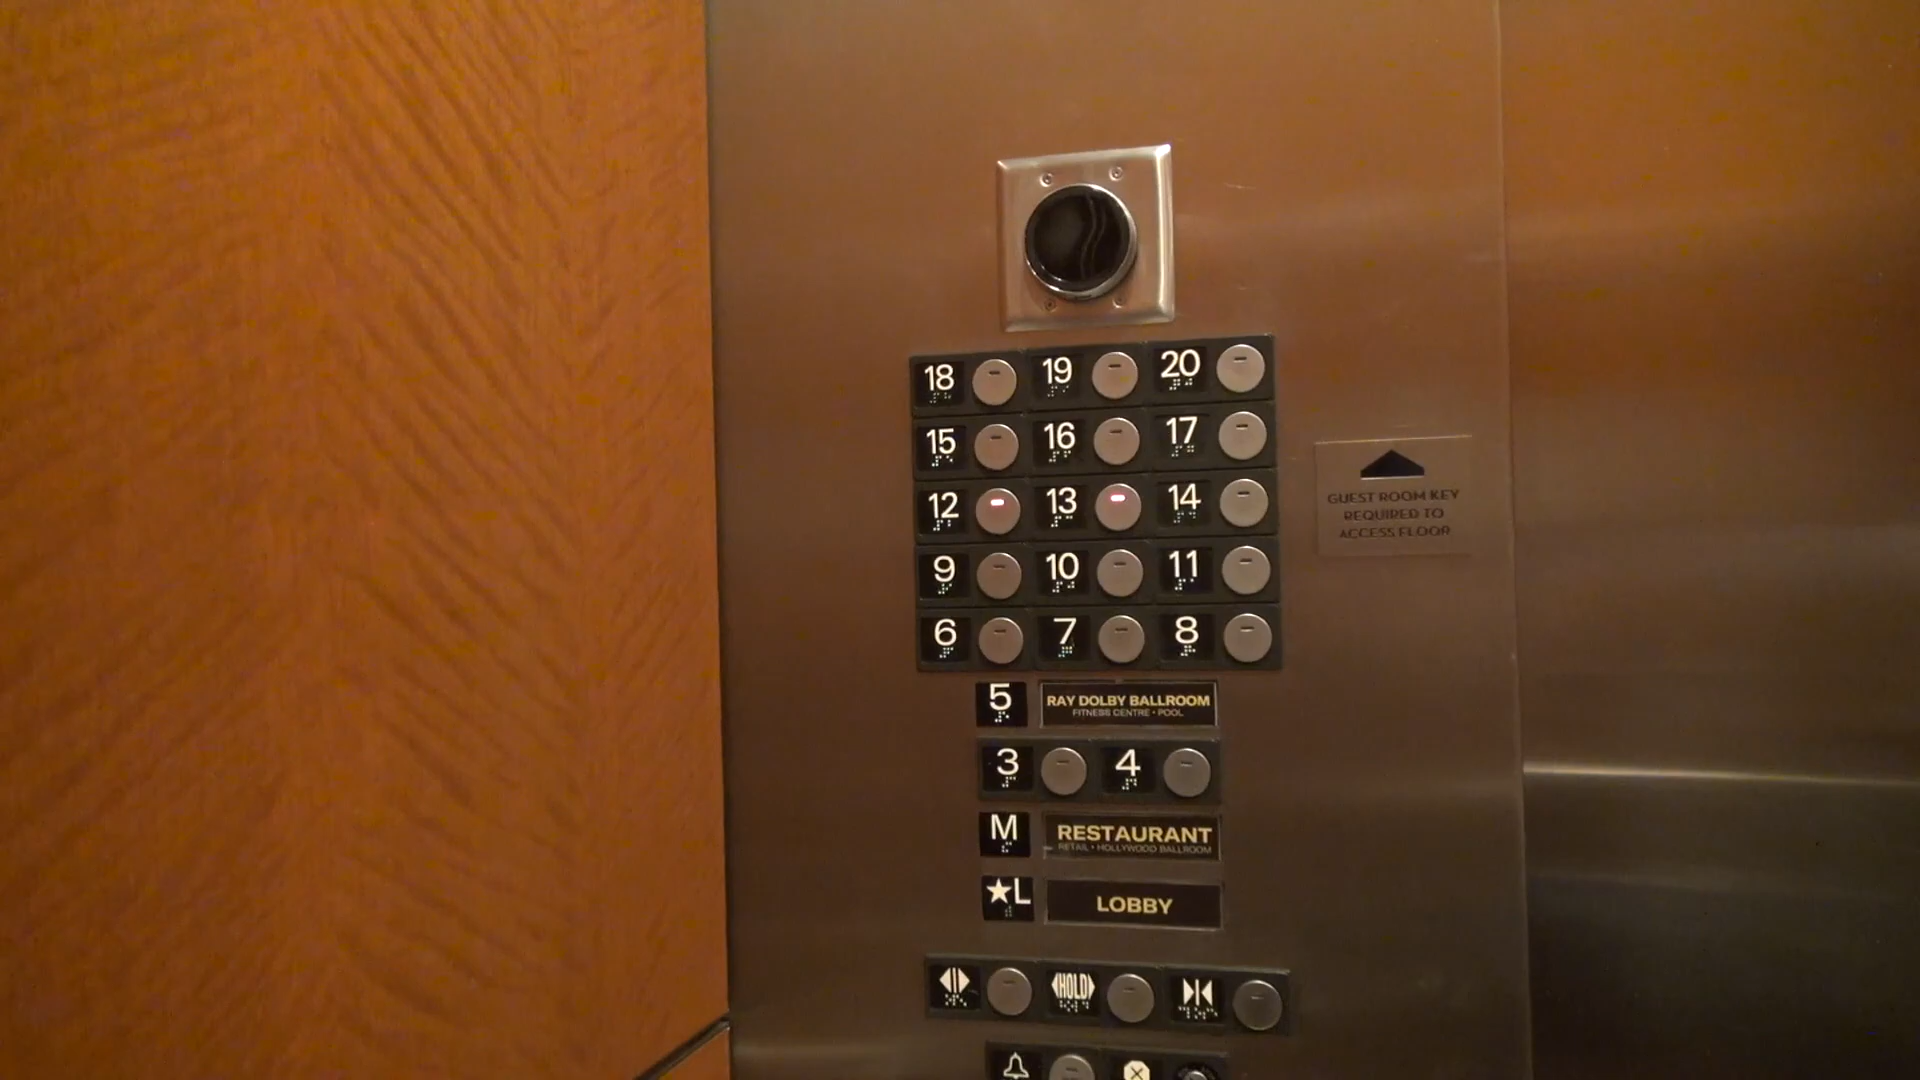 18 19 20
15 16 17
12 13 14
GUEST ROOM KEY
REQUIRED TO
ACCESS FLOOR
9 10 11
6 7 8
5 RAY DOLBY BALLROOM
FITNESS CENTRE • POOL
3 4
M RESTAURANT
RETAIL • HOLLYWOOD BALLROOM
★L LOBBY
HOLD